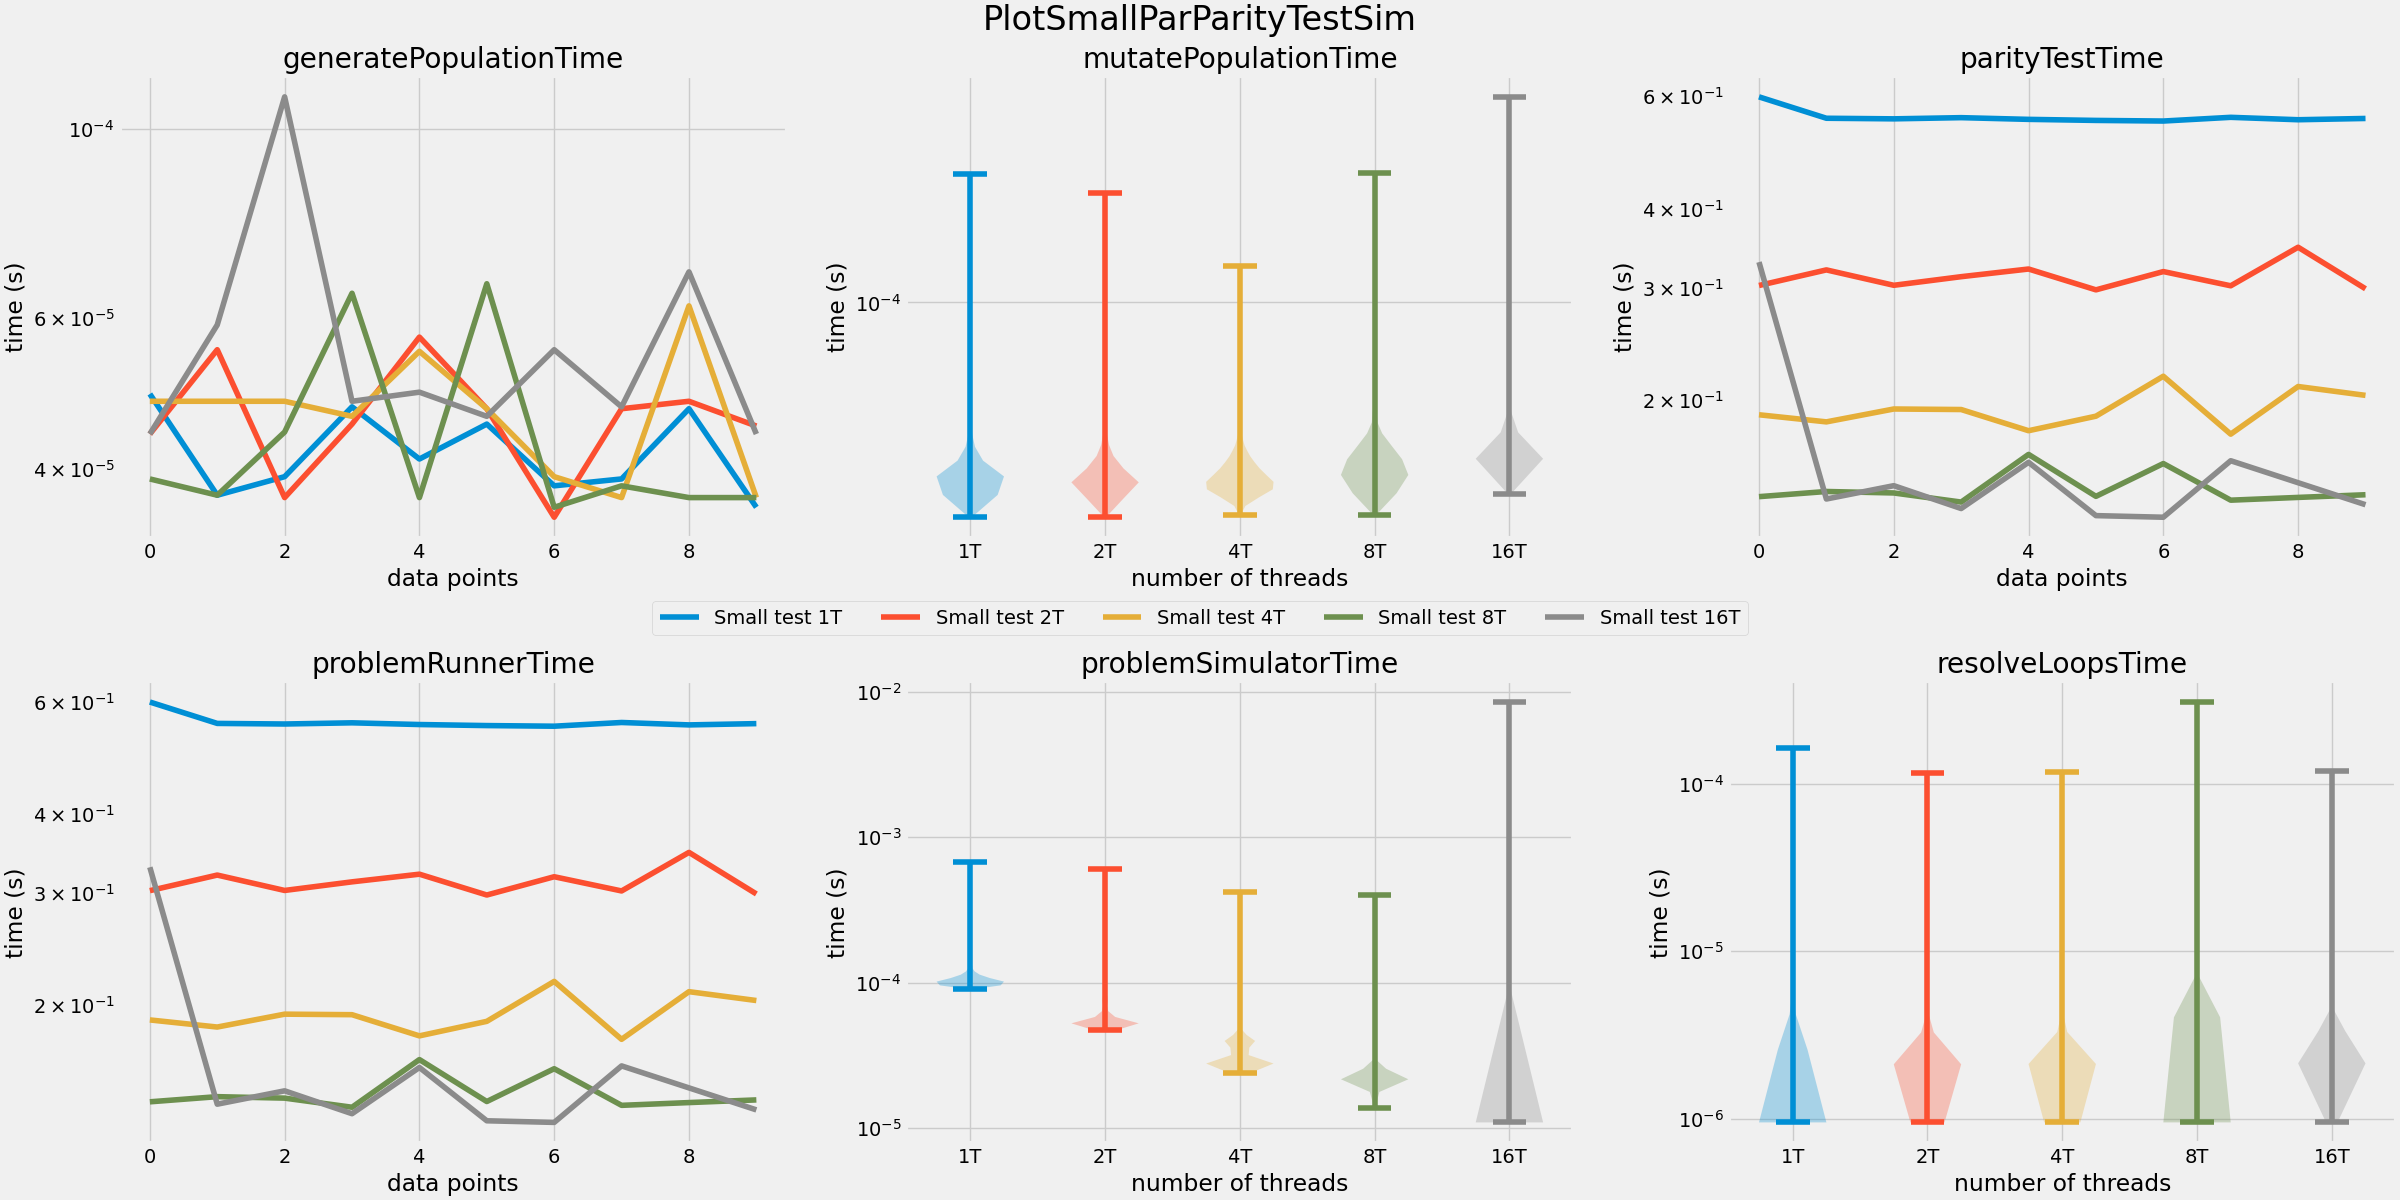 PlotSmallParParityTestSim
generatePopulationTime
time (s)
10⁻⁴
6 × 10⁻⁵
4 × 10⁻⁵
0 2 4 6 8
data points
mutatePopulationTime
time (s)
10⁻⁴
1T 2T 4T 8T 16T
number of threads
parityTestTime
time (s)
6 × 10⁻¹
4 × 10⁻¹
3 × 10⁻¹
2 × 10⁻¹
0 2 4 6 8
data points
Small test 1T Small test 2T Small test 4T Small test 8T Small test 16T
problemRunnerTime
time (s)
6 × 10⁻¹
4 × 10⁻¹
3 × 10⁻¹
2 × 10⁻¹
0 2 4 6 8
data points
problemSimulatorTime
time (s)
10⁻²
10⁻³
10⁻⁴
10⁻⁵
1T 2T 4T 8T 16T
number of threads
resolveLoopsTime
time (s)
10⁻⁴
10⁻⁵
10⁻⁶
1T 2T 4T 8T 16T
number of threads